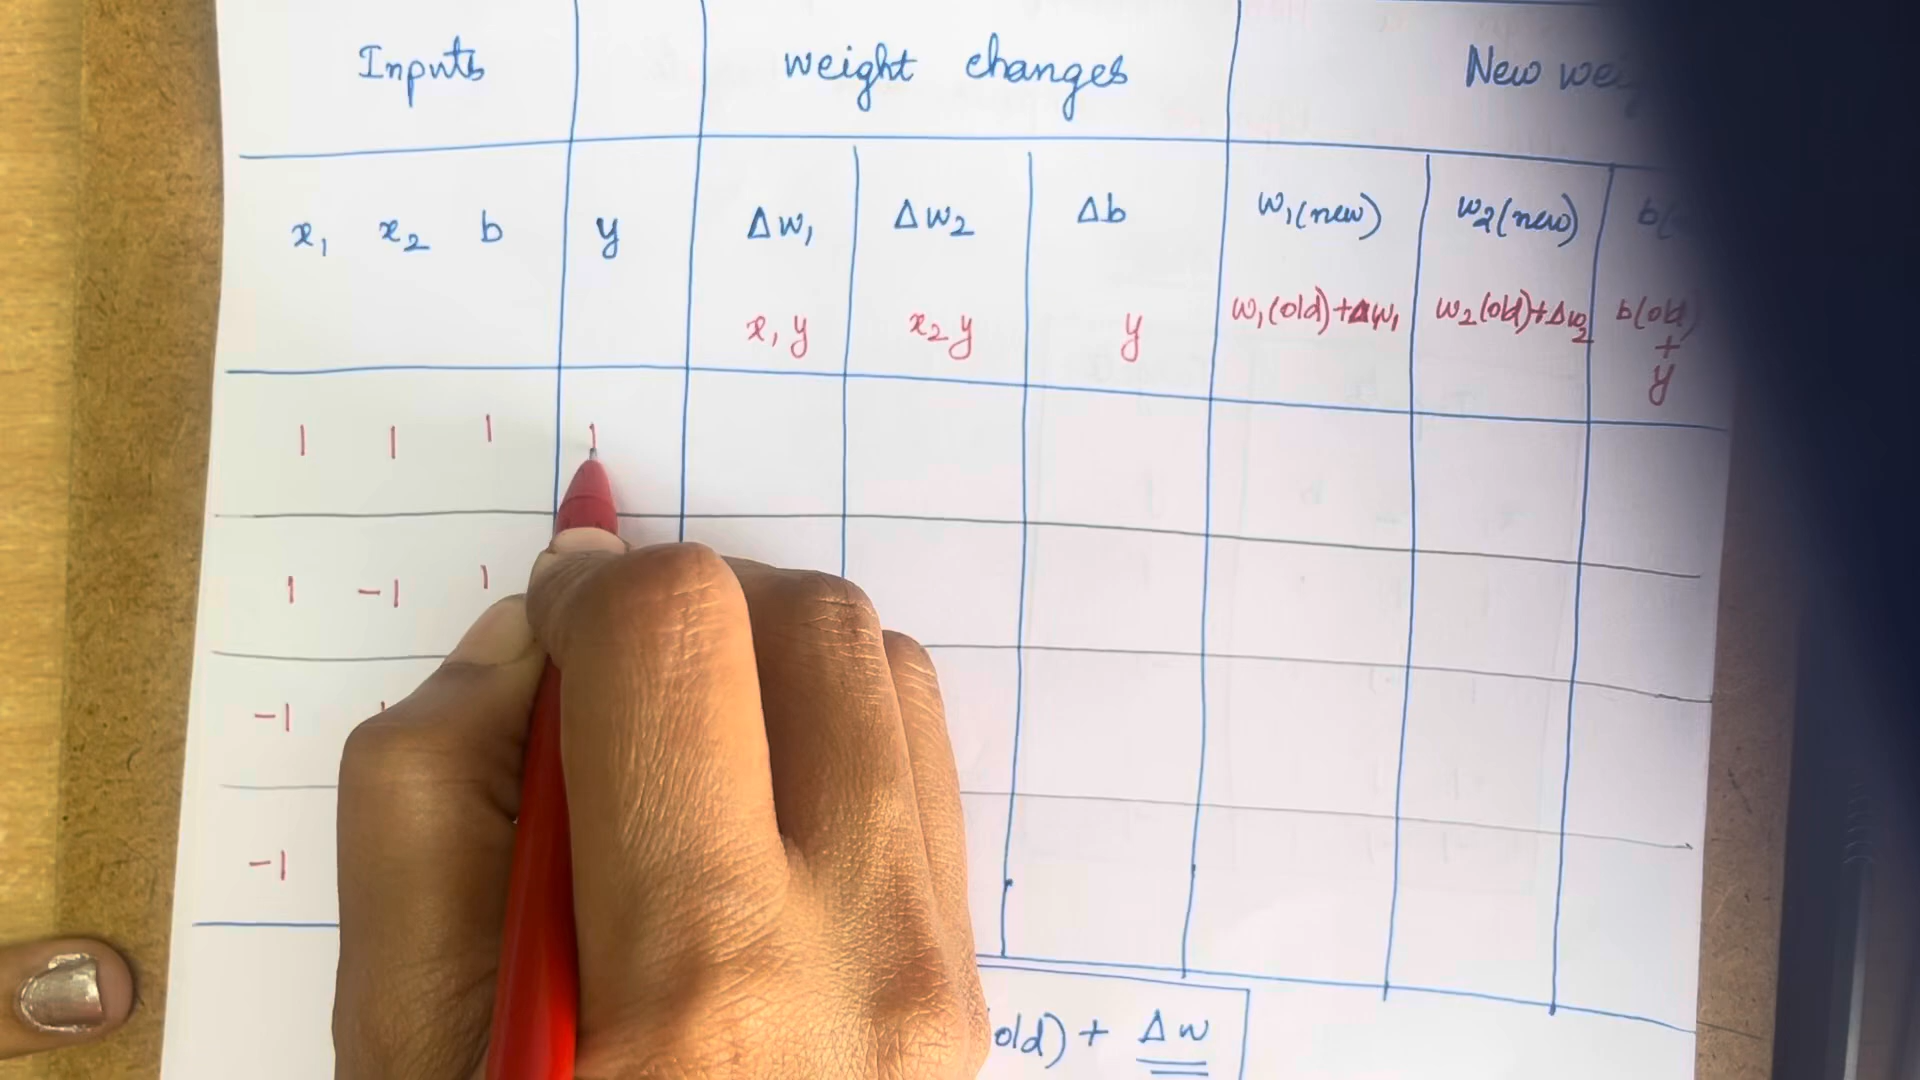 Inputs weight changes New
x₁ x₂ b y Δw₁ Δw₂ Δb w₁(new) w₂(new)
x₁y x₂y y w₁(old)+Δw₁ w₂(old)+Δw₂ b(old)
+
y
1 1 1 1
1 -1 1
-1
-1
old) + Δw